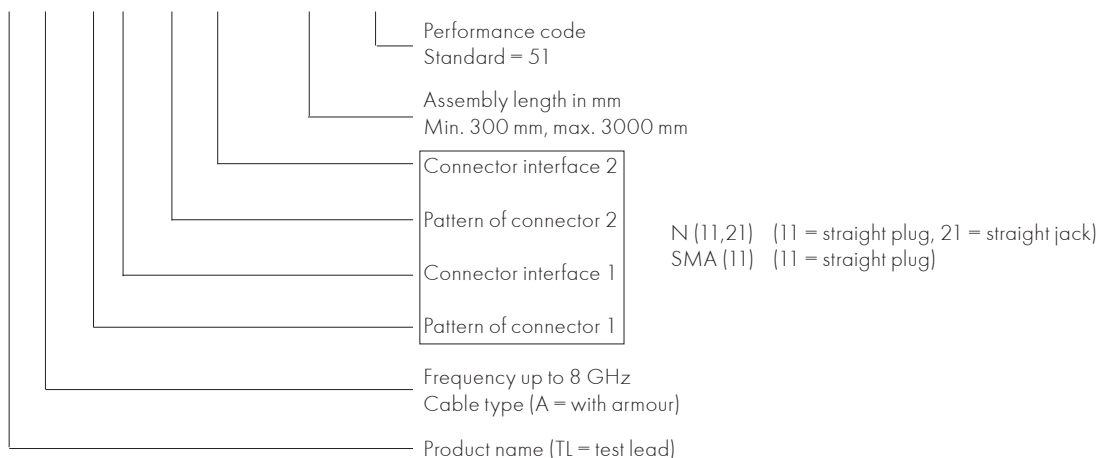 Performance code
Standard = 51
Assembly length in mm
Min. 300 mm, max. 3000 mm
Connector interface 2
Pattern of connector 2
N (11,21) (11 = straight plug, 21 = straight jack)
SMA (11) (11 = straight plug)
Connector interface 1
Pattern of connector 1
Frequency up to 8 GHz
Cable type (A = with armour)
Product name (TL = test lead)